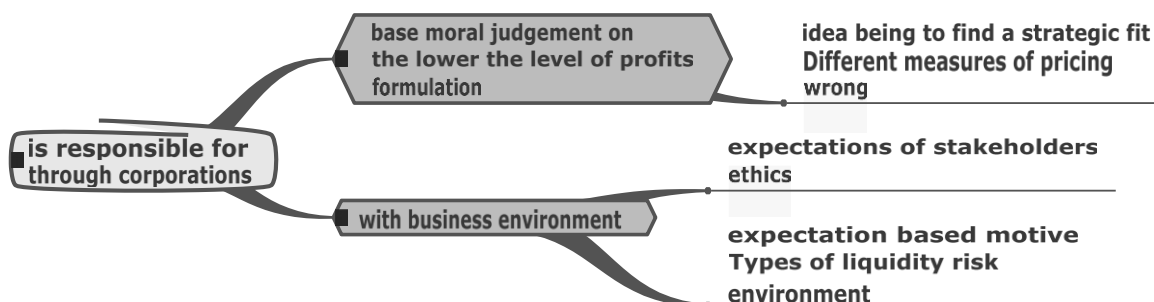 base moral judgement on
the lower the level of profits
formulation
idea being to find a strategic fit
Different measures of pricing
wrong
is responsible for
through corporations
expectations of stakeholders
ethics
with business environment
expectation based motive
Types of liquidity risk
environment